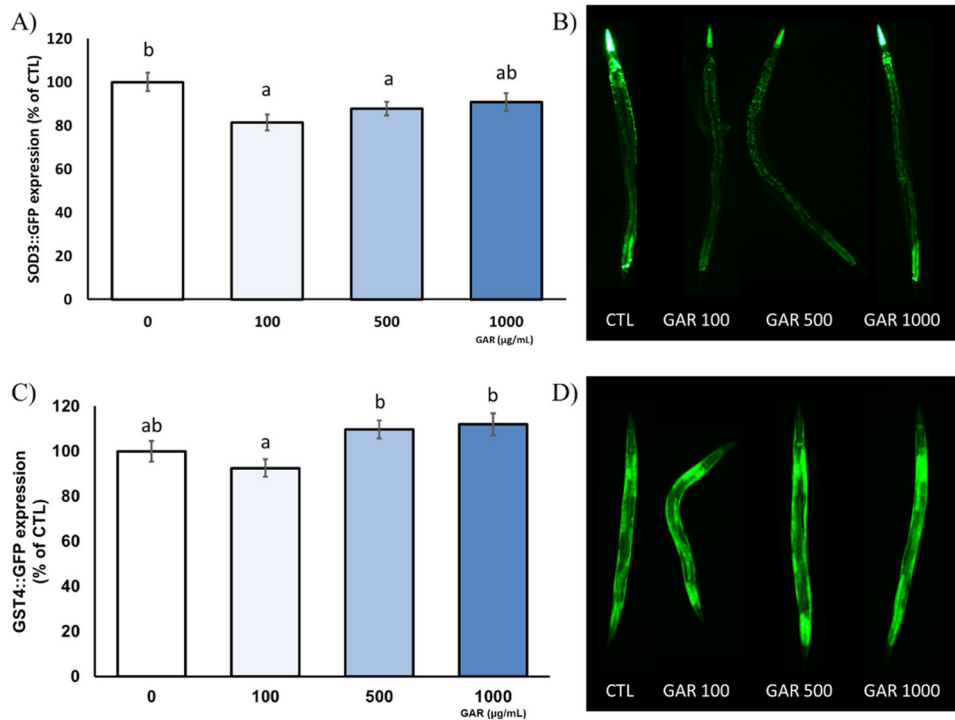 A)
SOD3::GFP expression (% of CTL)
120
100
80
60
40
20
0
b
a
a
ab
0 100 500 1000
GAR (µg/mL)
B)
CTL GAR 100 GAR 500 GAR 1000
C)
GST4::GFP expression
(% of CTL)
120
100
80
60
40
20
0
ab
a
b
b
0 100 500 1000
GAR (µg/mL)
D)
CTL GAR 100 GAR 500 GAR 1000